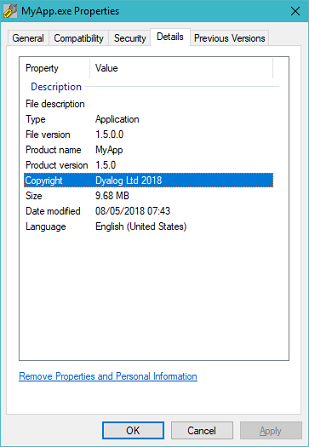 MyApp.exe Properties
General Compatibility Security Details Previous Versions
Property Value
Description
File description
Type Application
File version 1.5.0.0
Product name MyApp
Product version 1.5.0
Copyright Dyalog Ltd 2018
Size 9.68 MB
Date modified 08/05/2018 07:43
Language English (United States)
Remove Properties and Personal Information
OK Cancel Apply